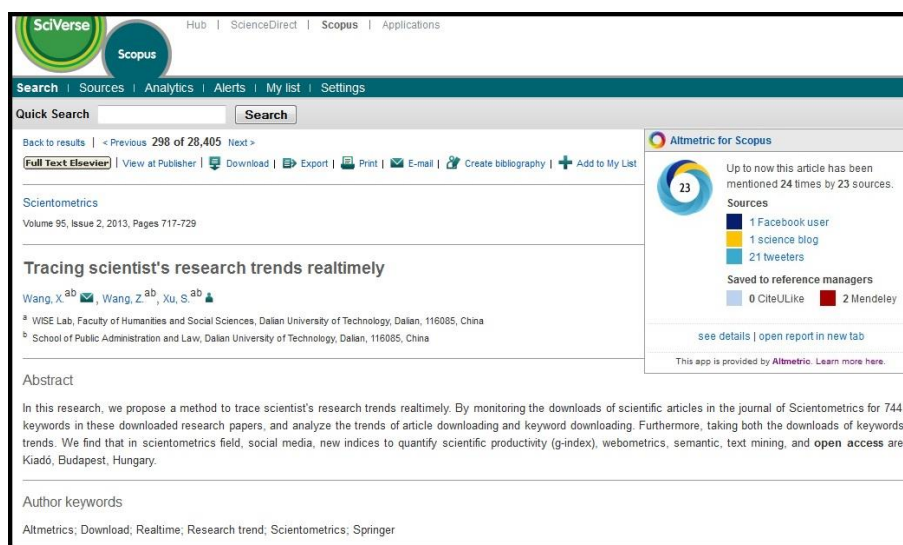 SciVerse
Scopus
Hub | ScienceDirect | Scopus | Applications
Search | Sources | Analytics | Alerts | My list | Settings
Quick Search Search
Back to results | < Previous 298 of 28,405 Next >
Full Text Elsevier | View at Publisher | Download | Export | Print | E-mail | Create bibliography | Add to My List
Scientometrics
Volume 95, Issue 2, 2013, Pages 717-729
Tracing scientist's research trends realtimely
Wang, X.ab , Wang, Z.ab, Xu, S.ab
a WISE Lab, Faculty of Humanities and Social Sciences, Dalian University of Technology, Dalian, 116085, China
b School of Public Administration and Law, Dalian University of Technology, Dalian, 116085, China
Altmetric for Scopus
23
Up to now this article has been
mentioned 24 times by 23 sources.
Sources
1 Facebook user
1 science blog
21 tweeters
Saved to reference managers
0 CiteULike 2 Mendeley
see details | open report in new tab
This app is provided by Altmetric. Learn more here.
Abstract
In this research, we propose a method to trace scientist's research trends realtimely. By monitoring the downloads of scientific articles in the journal of Scientometrics for 744
keywords in these downloaded research papers, and analyze the trends of article downloading and keyword downloading. Furthermore, taking both the downloads of keywords
trends. We find that in scientometrics field, social media, new indices to quantify scientific productivity (g-index), webometrics, semantic, text mining, and open access are
Kiadó, Budapest, Hungary.
Author keywords
Altmetrics; Download; Realtime; Research trend; Scientometrics; Springer